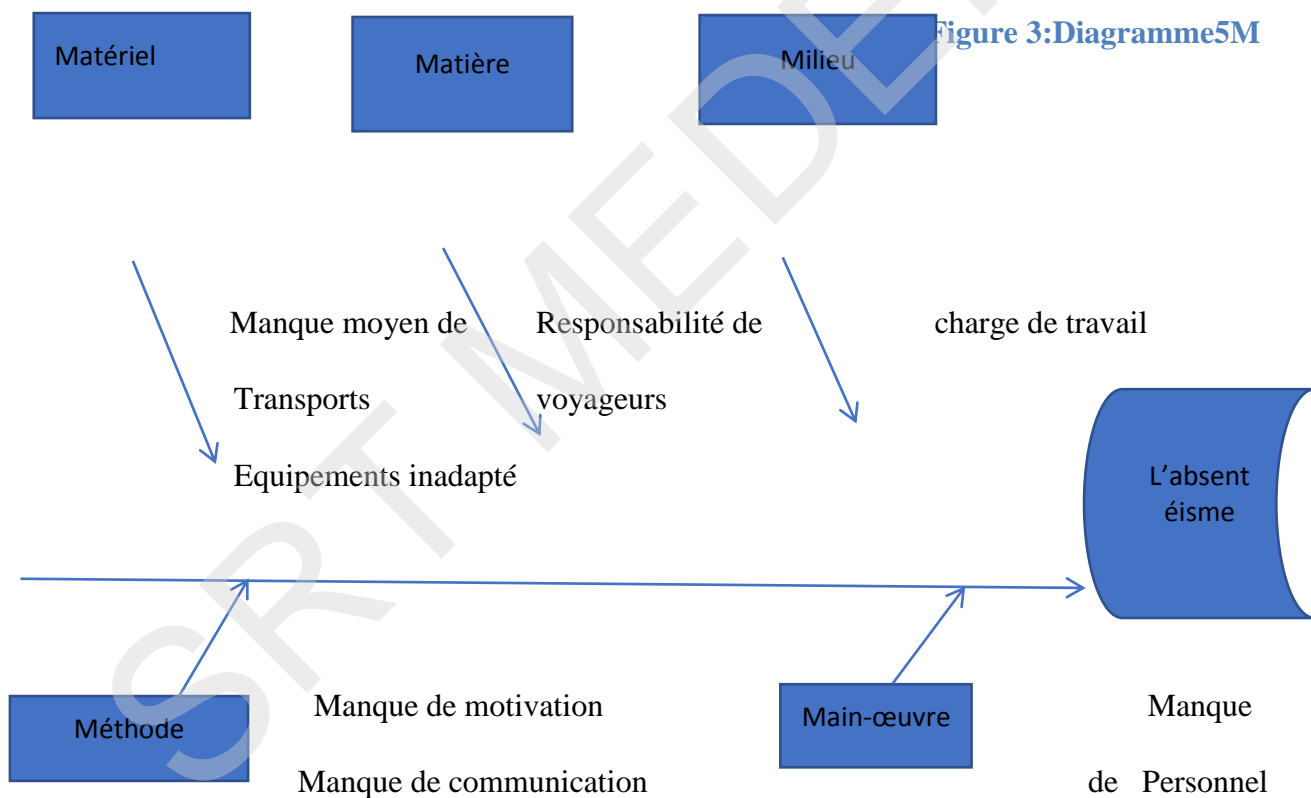 Figure 3:Diagramme5M
Matériel
Matière
Milieu
Manque moyen de
Transports
Equipements inadapté
Responsabilité de
voyageurs
charge de travail
L’absent
éisme
Méthode
Manque de motivation
Manque de communication
Main-œuvre
Manque
de Personnel
SRT MEDE